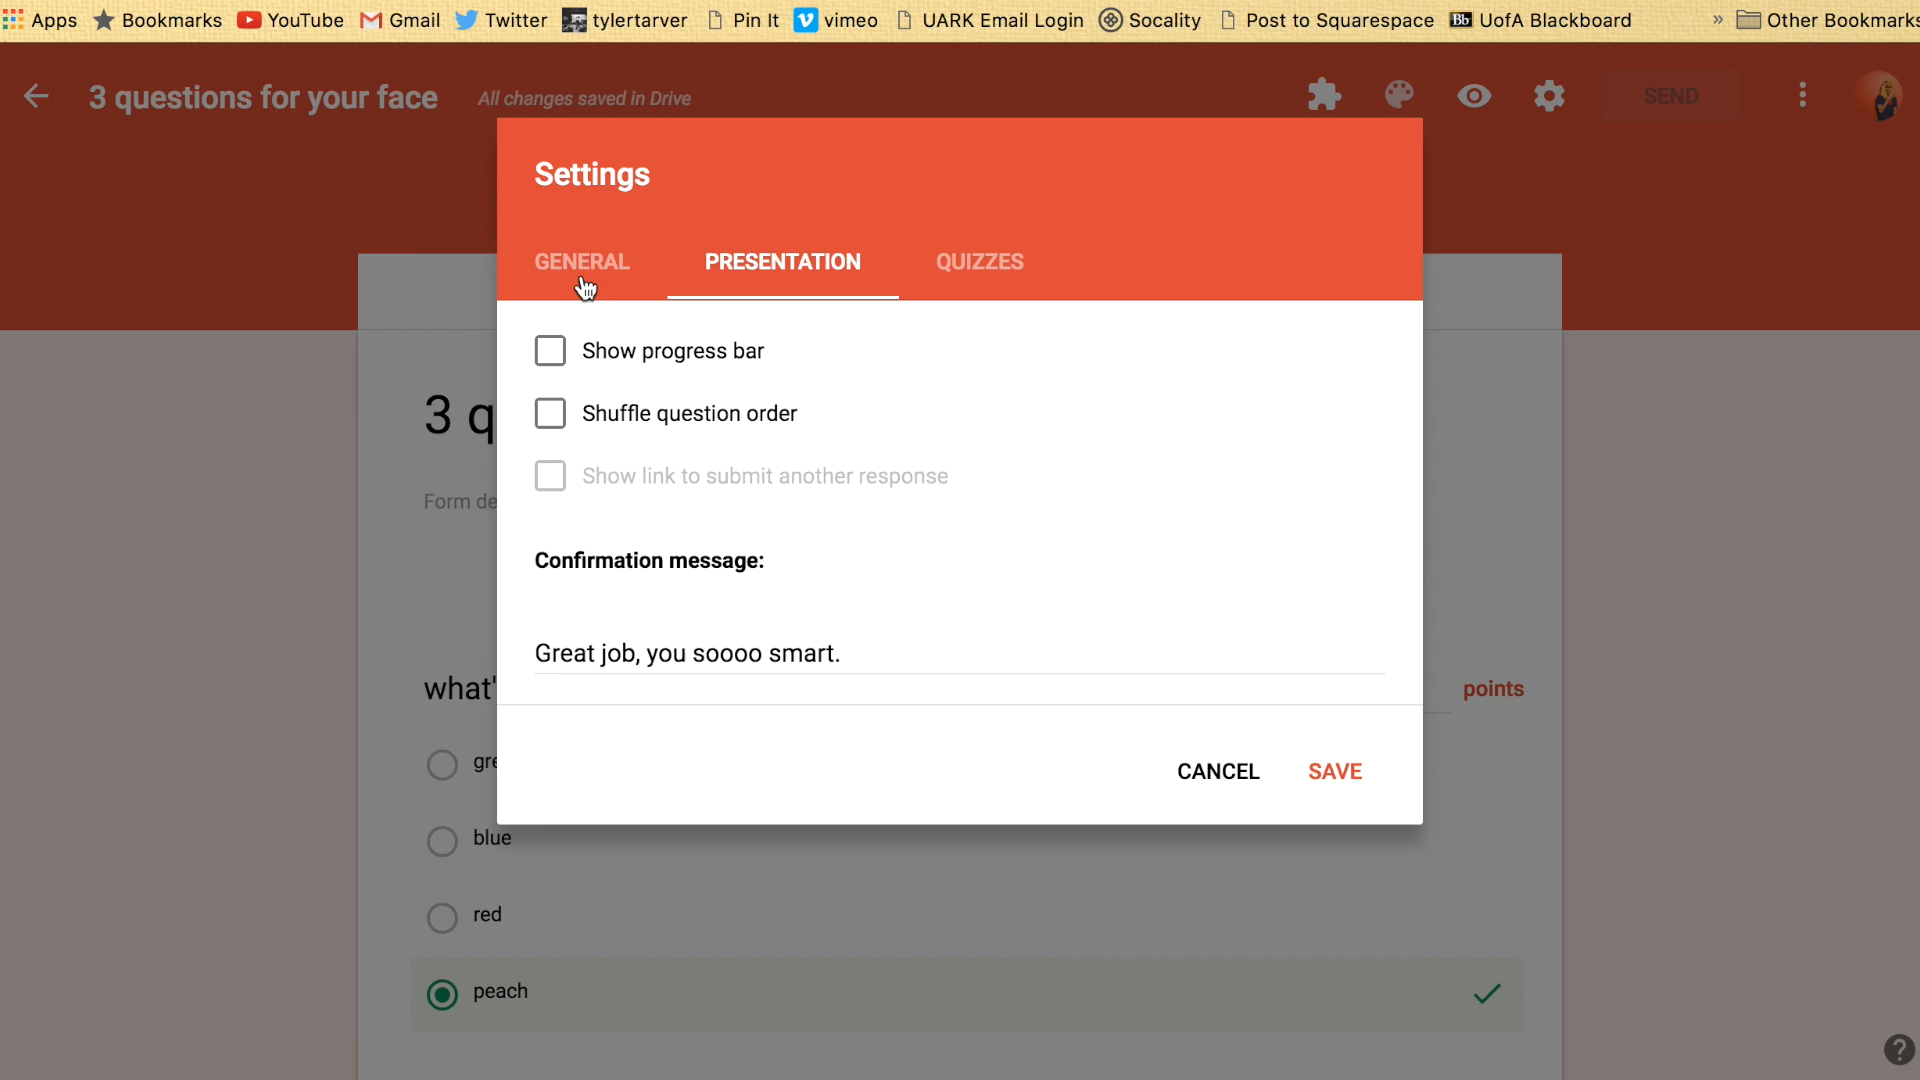 Apps Bookmarks YouTube Gmail Twitter tylertarver Pin It vimeo UARK Email Login Socality Post to Squarespace Bb UofA Blackboard » Other Bookmarks
3 questions for your face All changes saved in Drive SEND
Settings
GENERAL PRESENTATION QUIZZES
Show progress bar
3 q
Shuffle question order
Show link to submit another response
Form de
Confirmation message:
Great job, you soooo smart.
what' points
gre
CANCEL SAVE
blue
red
peach